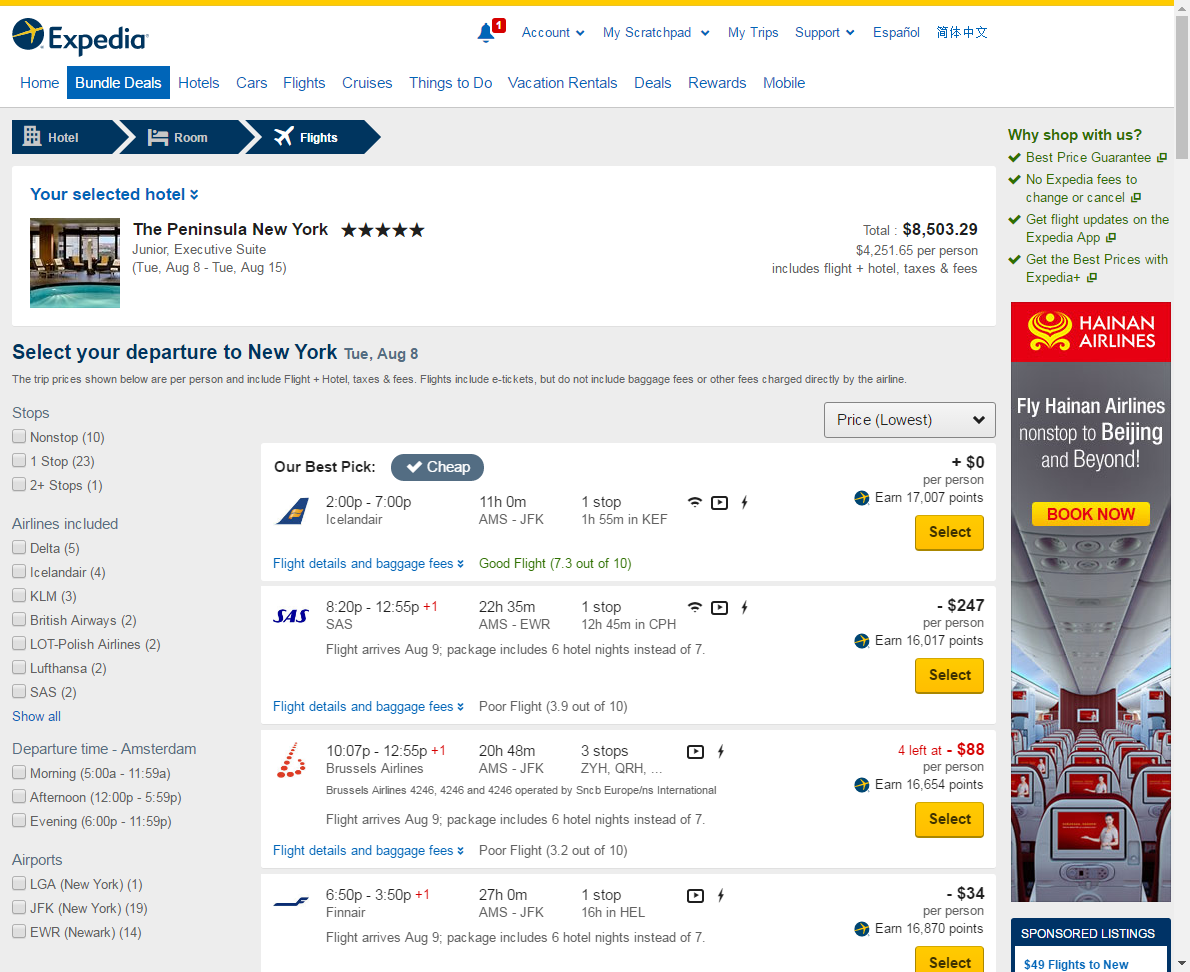 Expedia
1
Account
My Scratchpad
My Trips
Support
Español
简体中文
Home
Bundle Deals
Hotels
Cars
Flights
Cruises
Things to Do
Vacation Rentals
Deals
Rewards
Mobile
Hotel
Room
Flights
Your selected hotel
The Peninsula New York
Junior, Executive Suite
(Tue, Aug 8 - Tue, Aug 15)
Total : $8,503.29
$4,251.65 per person
includes flight + hotel, taxes & fees
Select your departure to New York Tue, Aug 8
The trip prices shown below are per person and include Flight + Hotel, taxes & fees. Flights include e-tickets, but do not include baggage fees or other fees charged directly by the airline.
Stops
Nonstop (10)
1 Stop (23)
2+ Stops (1)
Airlines included
Delta (5)
Icelandair (4)
KLM (3)
British Airways (2)
LOT-Polish Airlines (2)
Lufthansa (2)
SAS (2)
Show all
Departure time - Amsterdam
Morning (5:00a - 11:59a)
Afternoon (12:00p - 5:59p)
Evening (6:00p - 11:59p)
Airports
LGA (New York) (1)
JFK (New York) (19)
EWR (Newark) (14)
Price (Lowest)
Our Best Pick: Cheap
2:00p - 7:00p
Icelandair
11h 0m
AMS - JFK
1 stop
1h 55m in KEF
+ $0
per person
Earn 17,007 points
Select
Flight details and baggage fees
Good Flight (7.3 out of 10)
SAS
8:20p - 12:55p +1
SAS
22h 35m
AMS - EWR
1 stop
12h 45m in CPH
Flight arrives Aug 9; package includes 6 hotel nights instead of 7.
- $247
per person
Earn 16,017 points
Select
Flight details and baggage fees
Poor Flight (3.9 out of 10)
10:07p - 12:55p +1
Brussels Airlines
20h 48m
AMS - JFK
3 stops
ZYH, QRH, ...
Brussels Airlines 4246, 4246 and 4246 operated by Sncb Europe/ns International
Flight arrives Aug 9; package includes 6 hotel nights instead of 7.
4 left at - $88
per person
Earn 16,654 points
Select
Flight details and baggage fees
Poor Flight (3.2 out of 10)
6:50p - 3:50p +1
Finnair
27h 0m
AMS - JFK
1 stop
16h in HEL
Flight arrives Aug 9; package includes 6 hotel nights instead of 7.
- $34
per person
Earn 16,870 points
Select
Why shop with us?
Best Price Guarantee
No Expedia fees to
change or cancel
Get flight updates on the
Expedia App
Get the Best Prices with
Expedia+
HAINAN
AIRLINES
Fly Hainan Airlines
nonstop to Beijing
and Beyond!
BOOK NOW
SPONSORED LISTINGS
$49 Flights to New